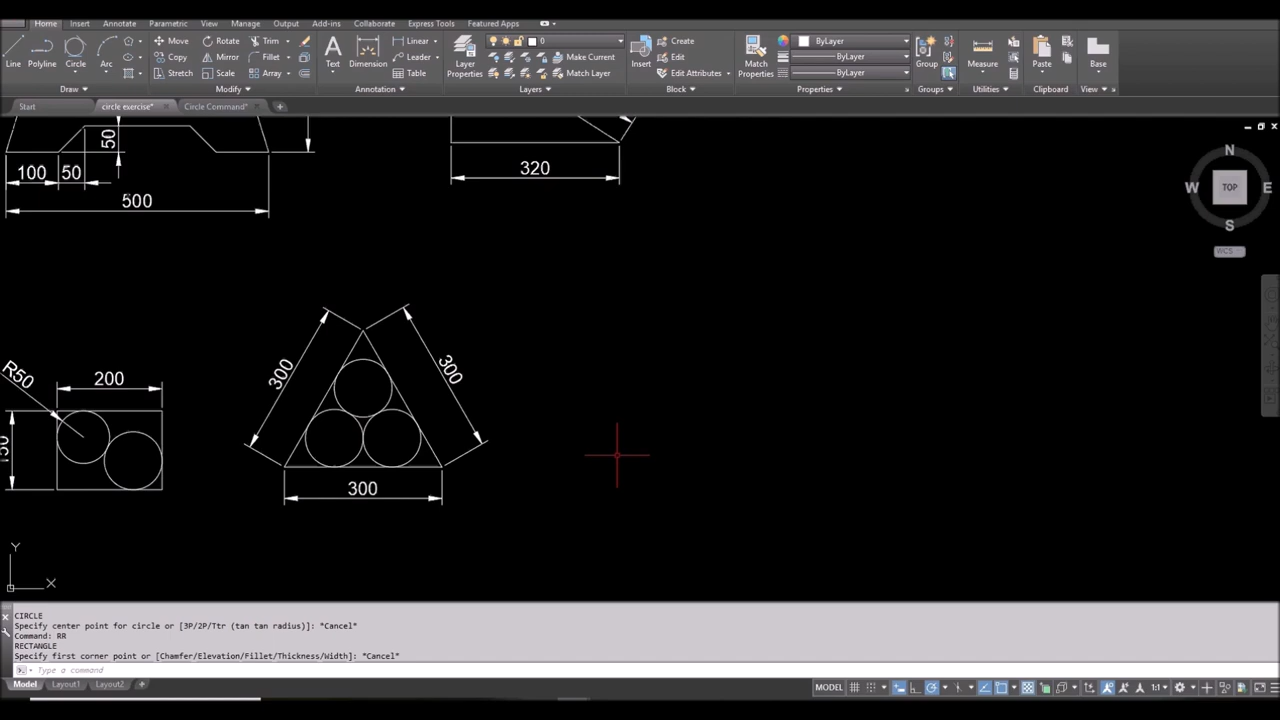 Home Insert Annotate Parametric View Manage Output Add-ins Collaborate Express Tools Featured Apps
Move Rotate Trim Linear 0 Create ByLayer
Copy Mirror Fillet Leader Make Current Edit ByLayer
Line Polyline Circle Arc Text Dimension Layer Properties Insert Match Properties Group Measure Paste Base
Stretch Scale Array Table Match Layer Edit Attributes ByLayer
Draw Modify Annotation Layers Block Properties Groups Utilities Clipboard View
Start circle exercise* Circle Command*
50
100 50
320
500
N
W TOP E
S
WCS
R50
200
300
300
150
300
Y
X
CIRCLE
Specify center point for circle or [3P/2P/Ttr (tan tan radius)]: *Cancel*
Command: RR
RECTANGLE
Specify first corner point or [Chamfer/Elevation/Fillet/Thickness/Width]: *Cancel*
Type a command
Model Layout1 Layout2
MODEL 1:1